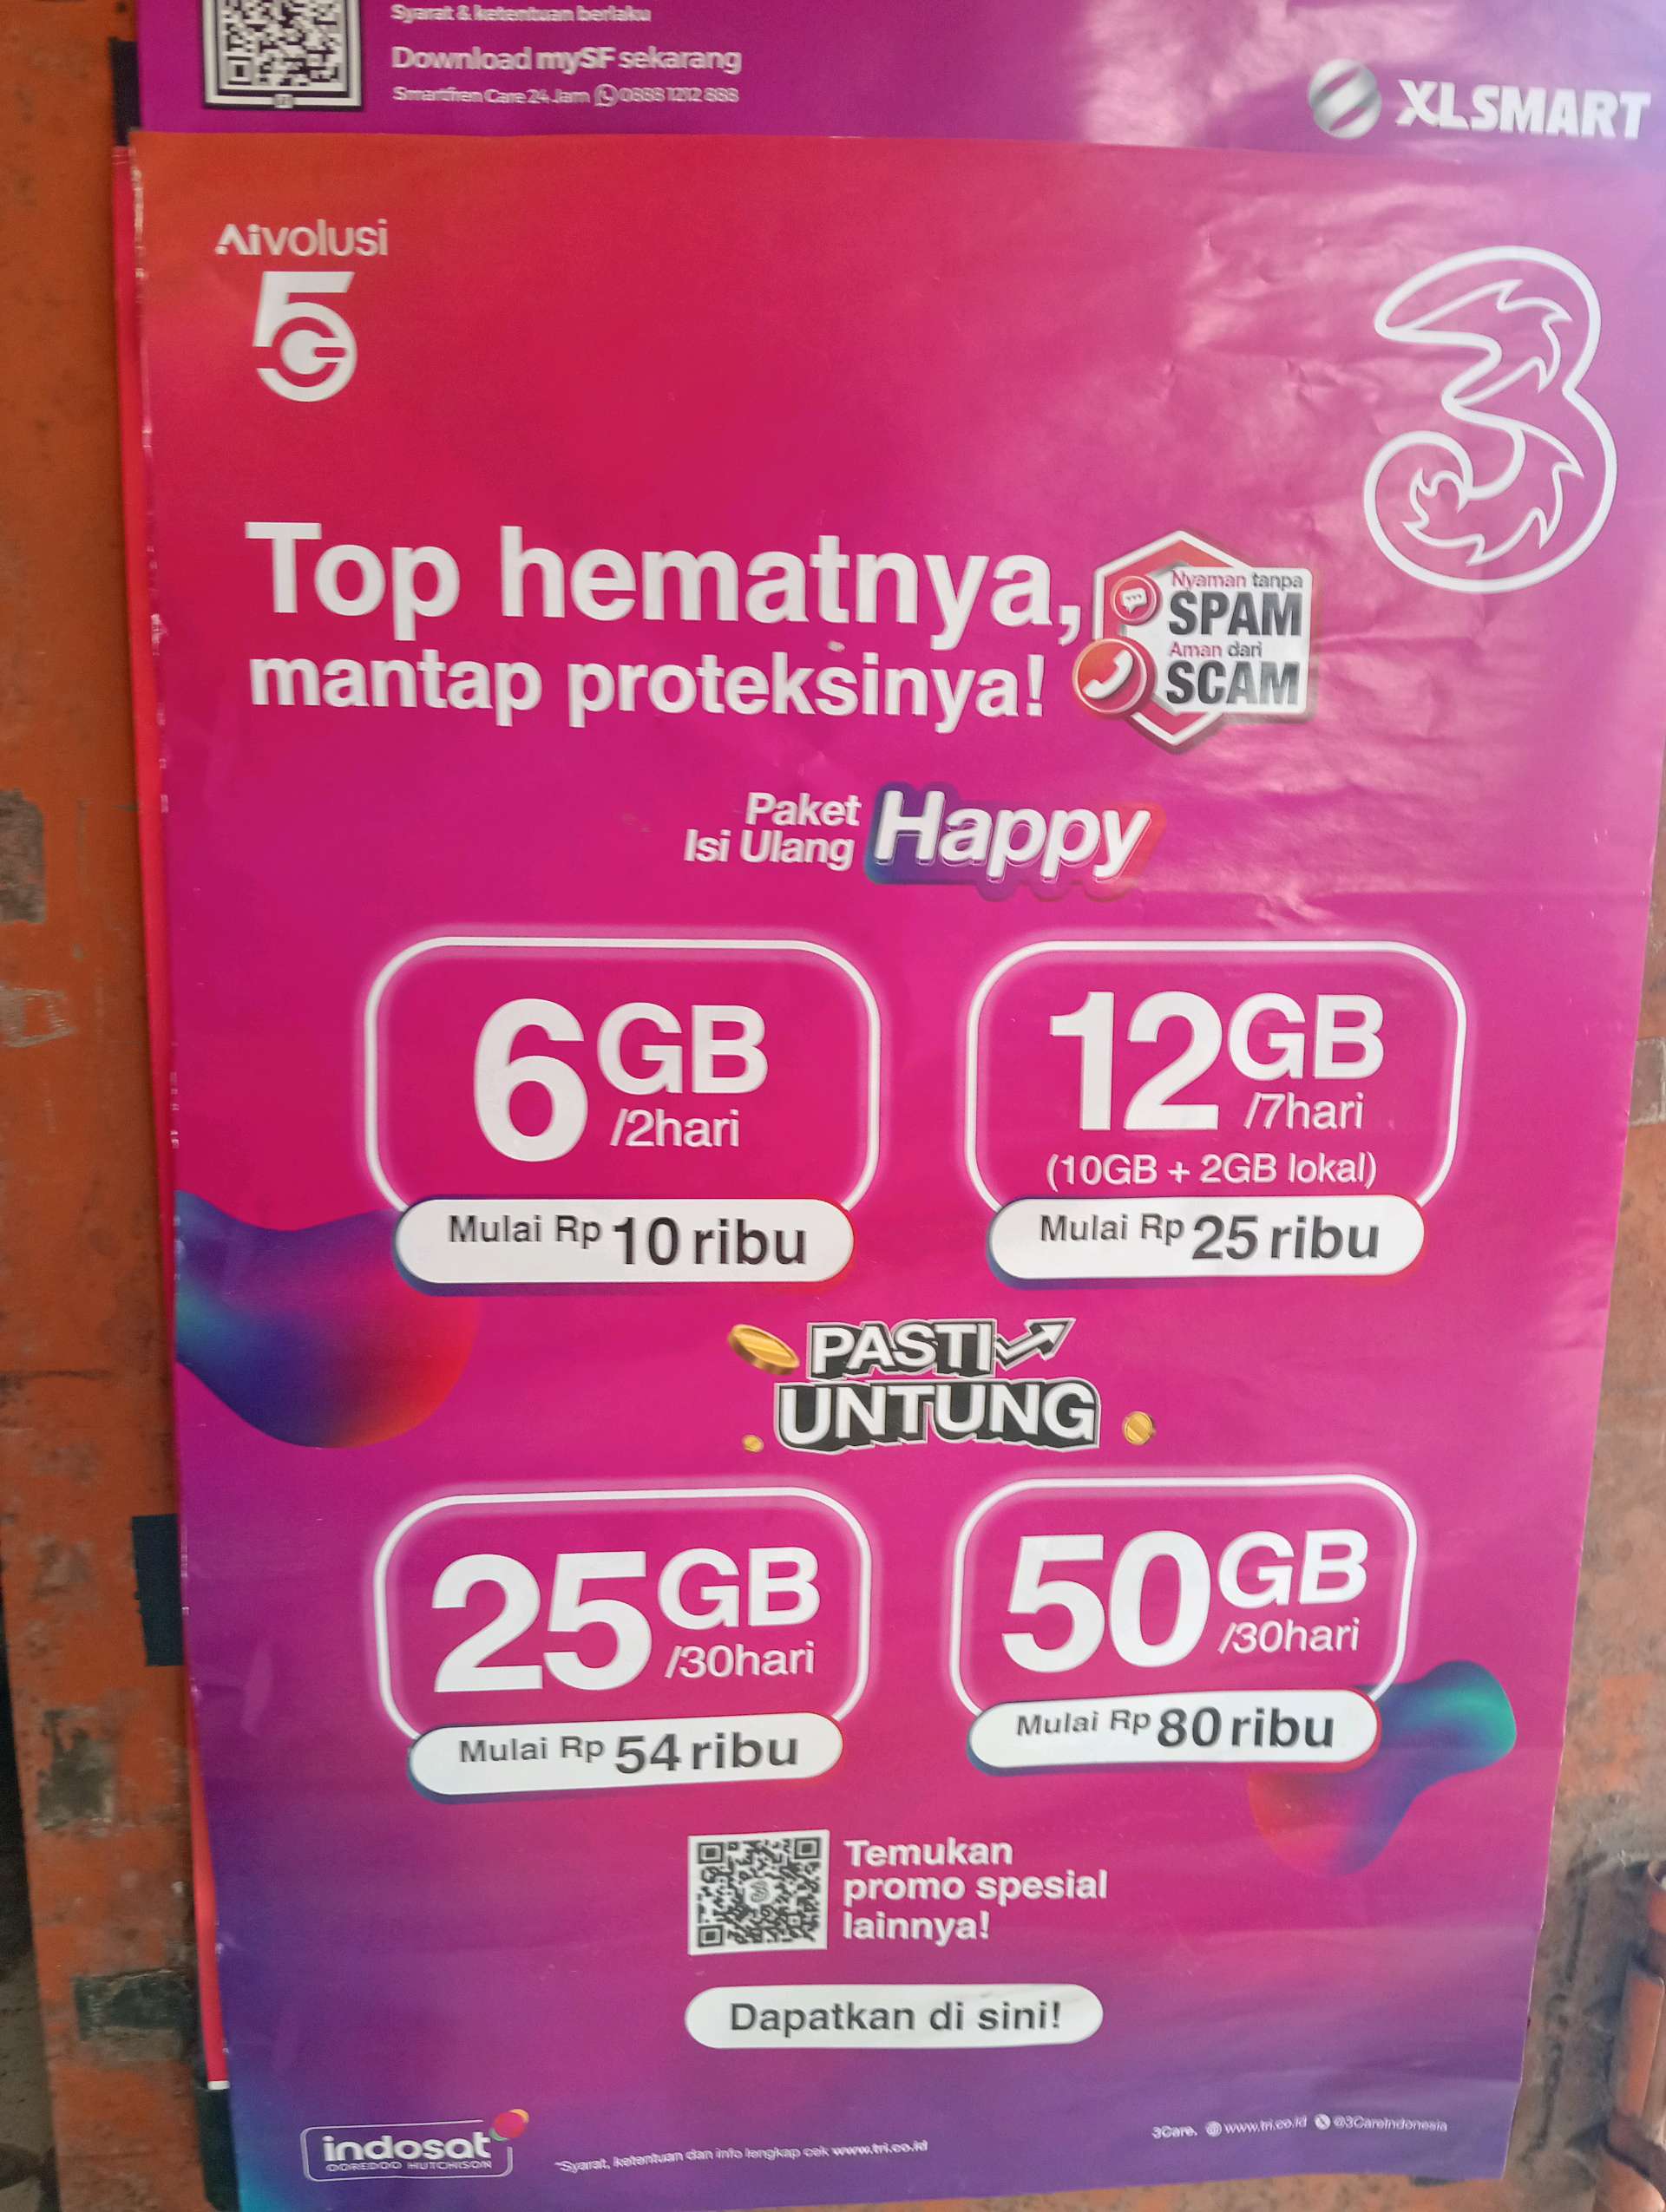 Syarat & ketentuan berlaku
Download mySF sekarang
Smartfren Care 24 Jam 0888 1212 888
XLSMART
Aivolusi
5G
3
Top hematnya,
mantap proteksinya!
Nyaman tanpa
SPAM
Aman dari
SCAM
Paket
Isi Ulang
Happy
6GB
/2hari
Mulai Rp 10 ribu
12GB
/7hari
(10GB + 2GB lokal)
Mulai Rp 25 ribu
PASTI
UNTUNG
25GB
/30hari
Mulai Rp 54 ribu
50GB
/30hari
Mulai Rp 80 ribu
Temukan
promo spesial
lainnya!
Dapatkan di sini!
indosat
OOREDOO HUTCHISON
*Syarat, ketentuan dan info lengkap cek www.tri.co.id
3Care. www.tri.co.id @3CareIndonesia